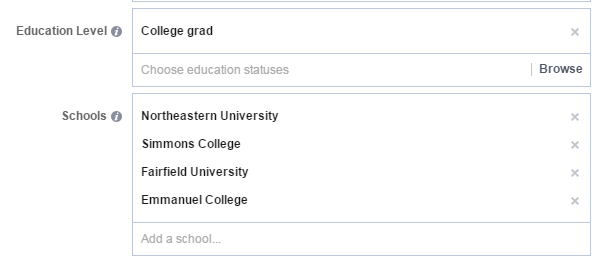 Education Level
College grad
Choose education statuses
Browse
Schools
Northeastern University
Simmons College
Fairfield University
Emmanuel College
Add a school...